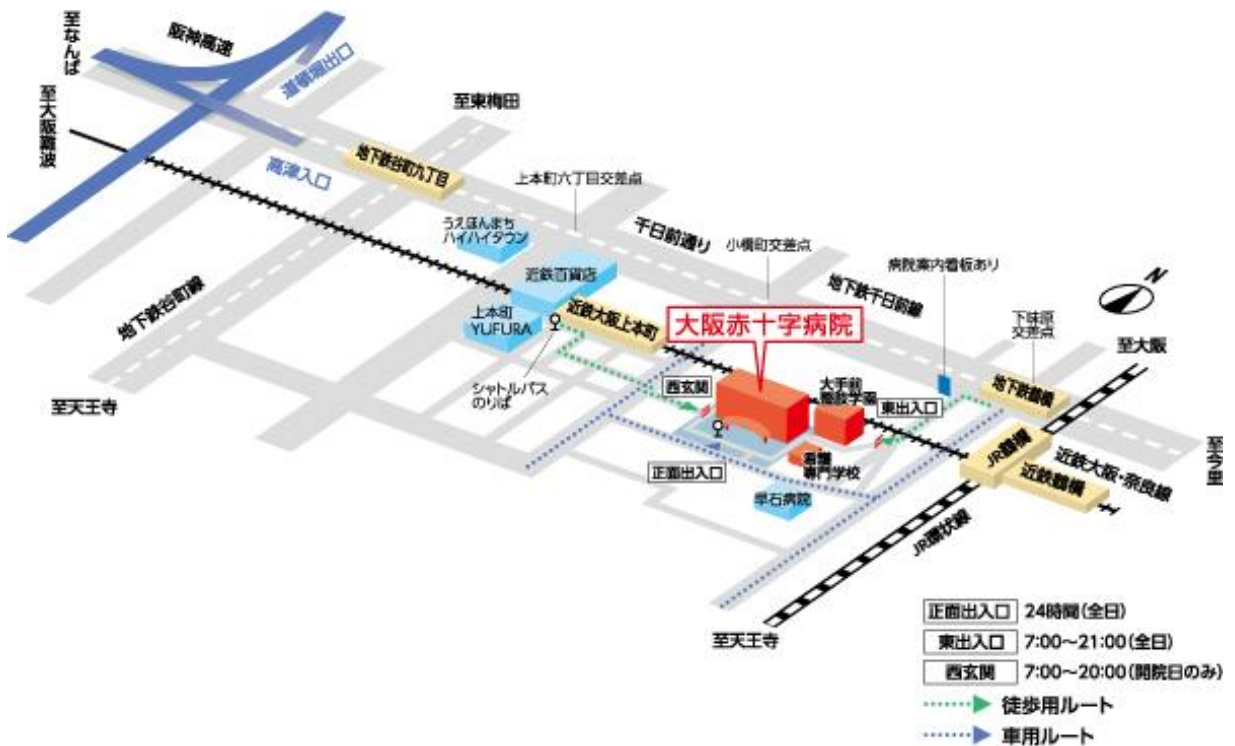 至なんば
阪神高速
道頓堀出口
至大阪難波
至東梅田
高津入口
地下鉄谷町九丁目
上本町六丁目交差点
うえほんまち
ハイハイタウン
千日前通り
小橋町交差点
近鉄百貨店
病院案内看板あり
地下鉄千日前線
N
地下鉄谷町線
上本町
YUFURA
近鉄大阪上本町
大阪赤十字病院
下味原
交差点
至大阪
シャトルバス
のりば
西玄関
大手前
整肢学園
東出入口
地下鉄鶴橋
至天王寺
至今里
JR鶴橋
近鉄大阪・奈良線
近鉄鶴橋
正面出入口
看護
専門学校
早石病院
JR環状線
至天王寺
正面出入口 24時間(全日)
東出入口 7:00~21:00(全日)
西玄関 7:00~20:00(開院日のみ)
徒歩用ルート
車用ルート